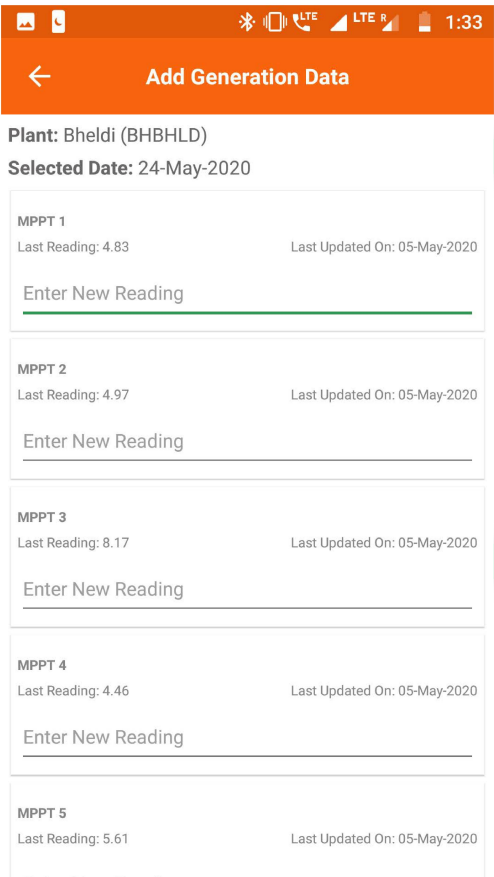 LTE LTE R 1:33
Add Generation Data
Plant: Bheldi (BHBHLD)
Selected Date: 24-May-2020
MPPT 1
Last Reading: 4.83 Last Updated On: 05-May-2020
Enter New Reading
MPPT 2
Last Reading: 4.97 Last Updated On: 05-May-2020
Enter New Reading
MPPT 3
Last Reading: 8.17 Last Updated On: 05-May-2020
Enter New Reading
MPPT 4
Last Reading: 4.46 Last Updated On: 05-May-2020
Enter New Reading
MPPT 5
Last Reading: 5.61 Last Updated On: 05-May-2020